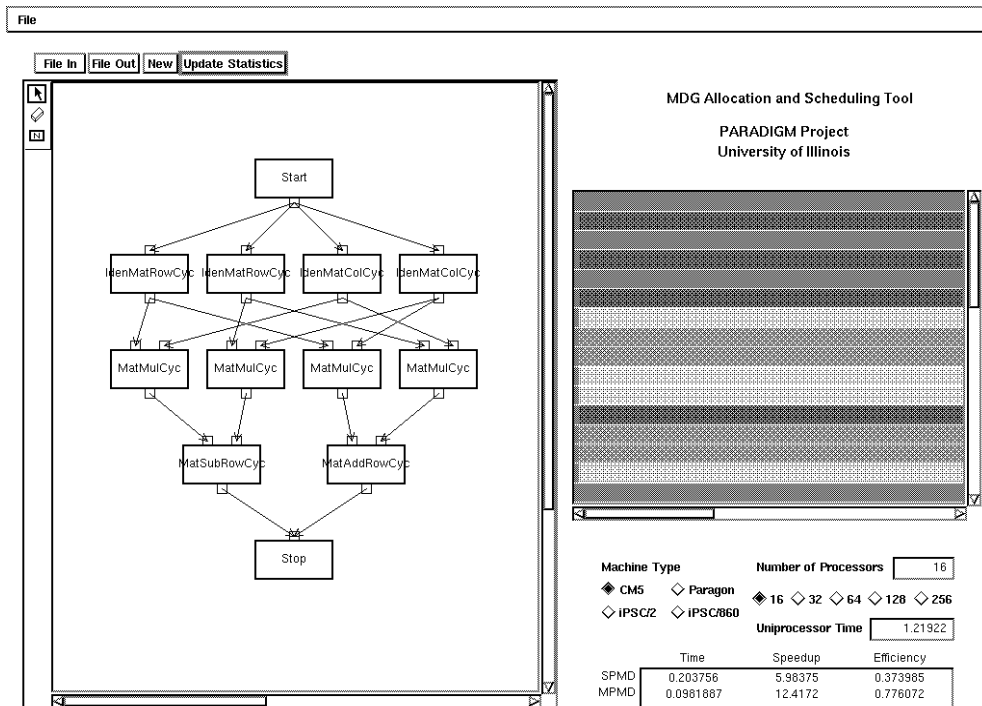 File
File In File Out New Update Statistics
N
MDG Allocation and Scheduling Tool
PARADIGM Project
University of Illinois
Start
IdenMatRowCyc IdenMatRowCyc IdenMatColCyc IdenMatColCyc
MatMulCyc MatMulCyc MatMulCyc MatMulCyc
MatSubRowCyc MatAddRowCyc
Stop
Machine Type
CM5 Paragon
iPSC/2 iPSC/860
Number of Processors 16
16 32 64 128 256
Uniprocessor Time 1.21922
Time Speedup Efficiency
SPMD 0.203756 5.98375 0.373985
MPMD 0.0981887 12.4172 0.776072